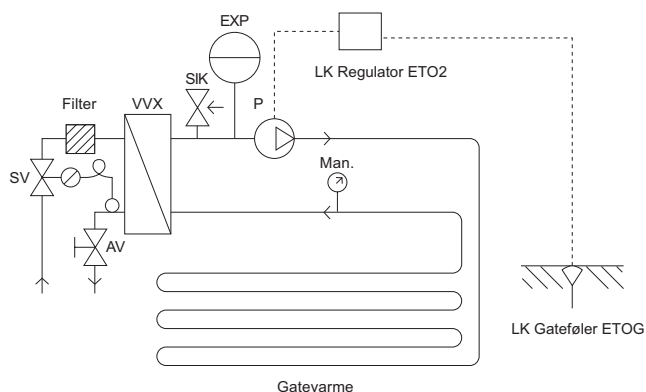 EXP
LK Regulator ETO2
SIK
Filter
VVX
P
Man.
SV
AV
LK Gateføler ETOG
Gatevarme